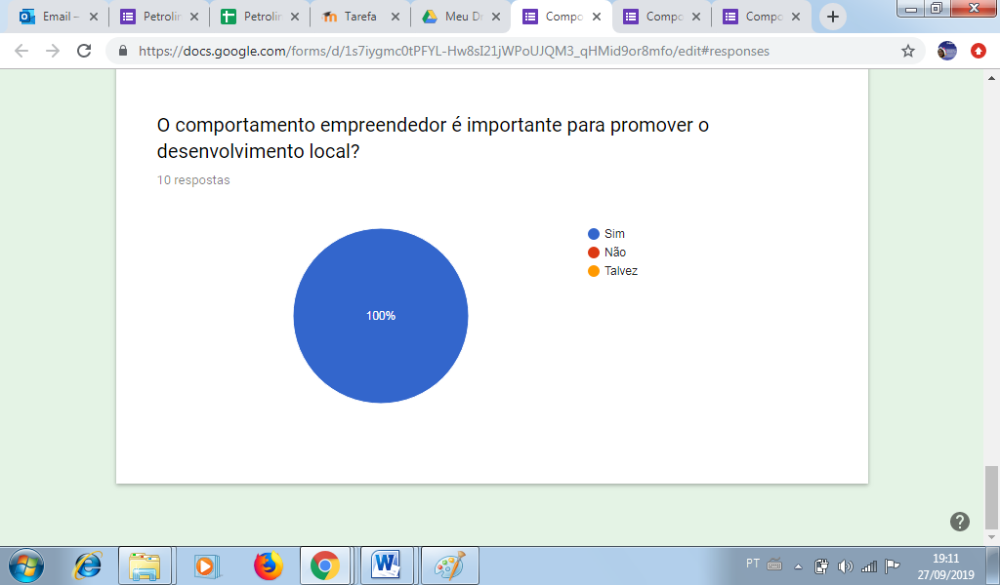 Email –
Petrolin
Petrolin
Tarefa
Meu Dr
Compo
Compo
Compo
https://docs.google.com/forms/d/1s7iygmc0tPFYL-Hw8sI21jWPoUJQM3_qHMid9or8mfo/edit#responses
O comportamento empreendedor é importante para promover o
desenvolvimento local?
10 respostas
100%
Sim
Não
Talvez
PT
19:11
27/09/2019